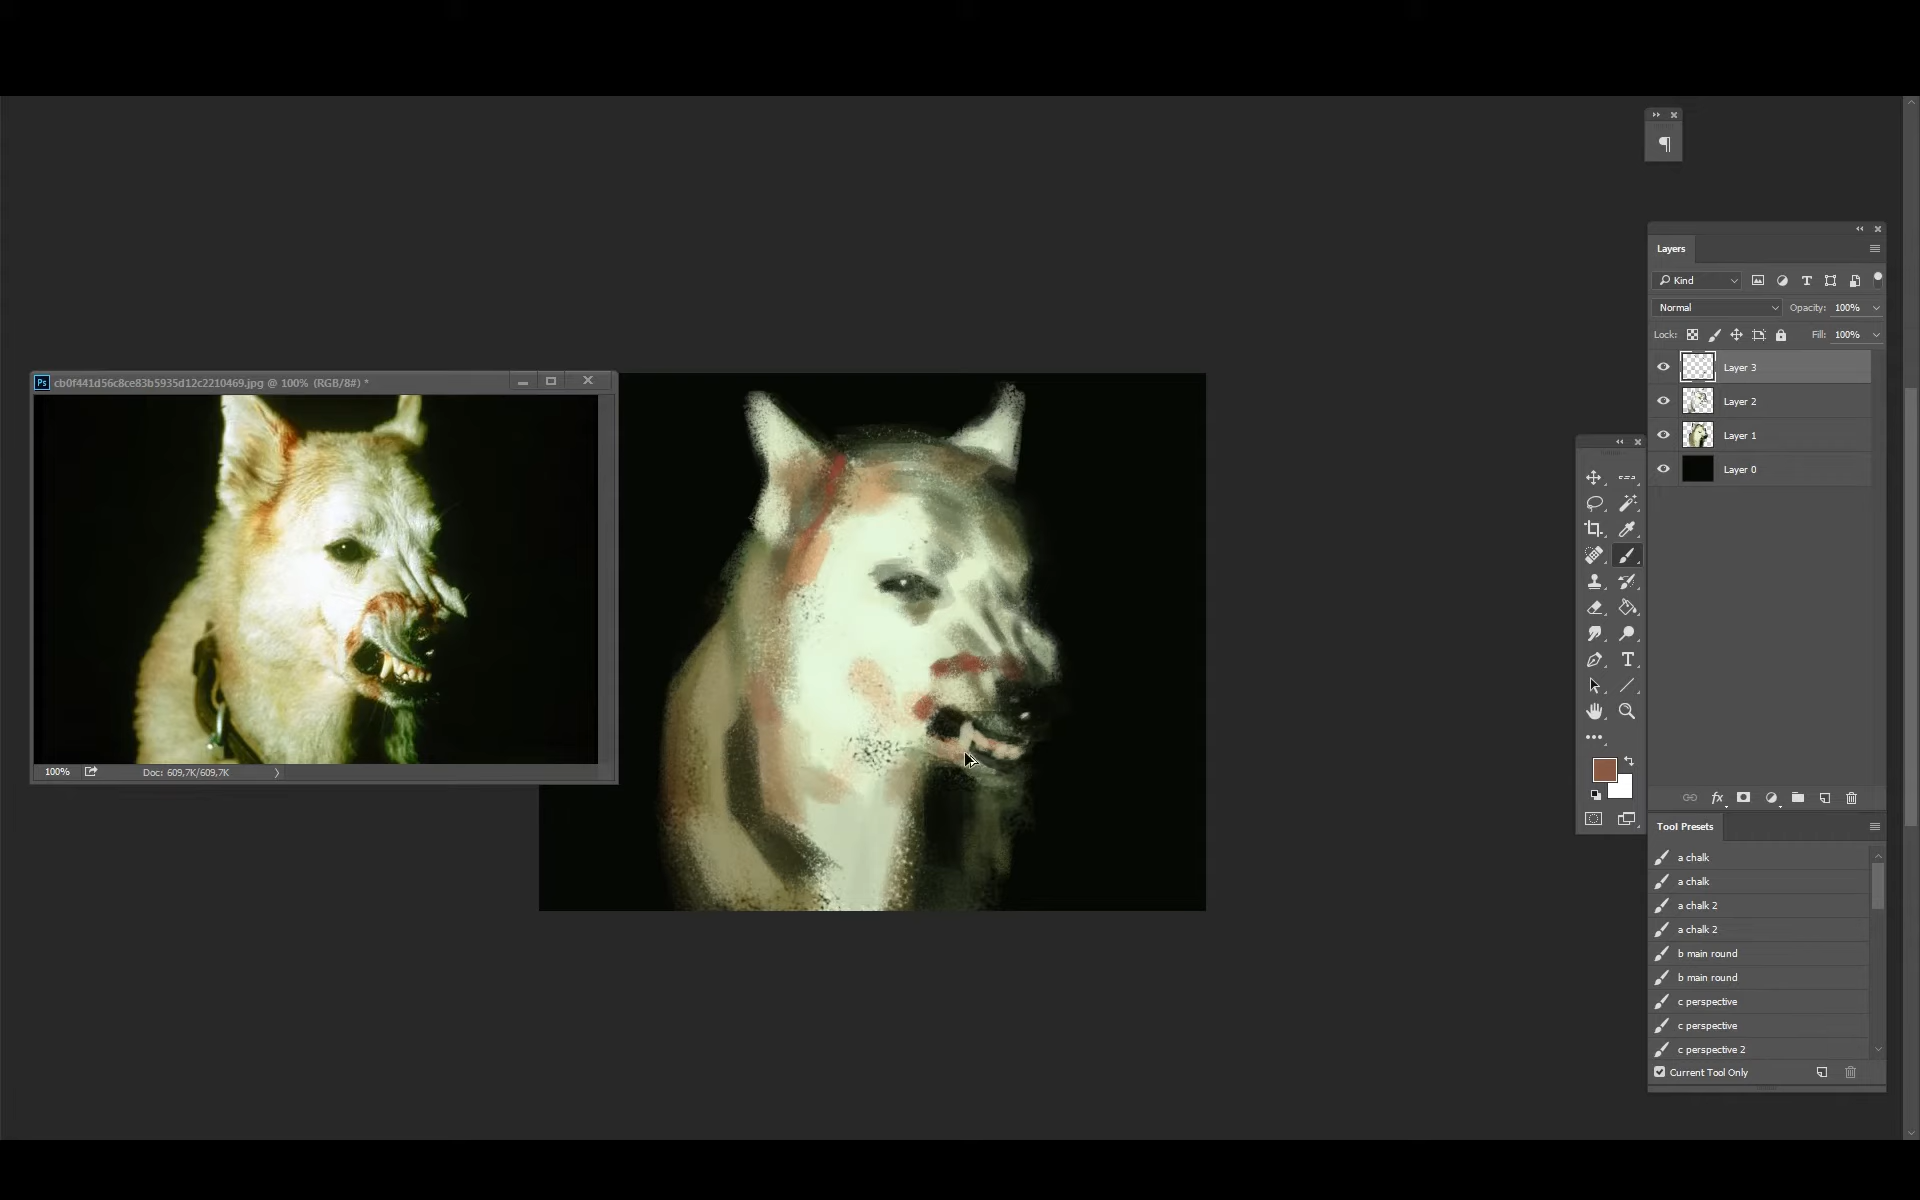 Layers
Kind
Normal
Opacity: 100%
Lock:
Fill: 100%
Layer 3
Ps cb0f441d56c8ce83b5935d12c2210469.jpg @ 100% (RGB/8#) *
Layer 2
Layer 1
Layer 0
100%
Doc: 609,7K/609,7K
fx
Tool Presets
a chalk
a chalk
a chalk 2
a chalk 2
b main round
b main round
c perspective
c perspective
c perspective 2
Current Tool Only